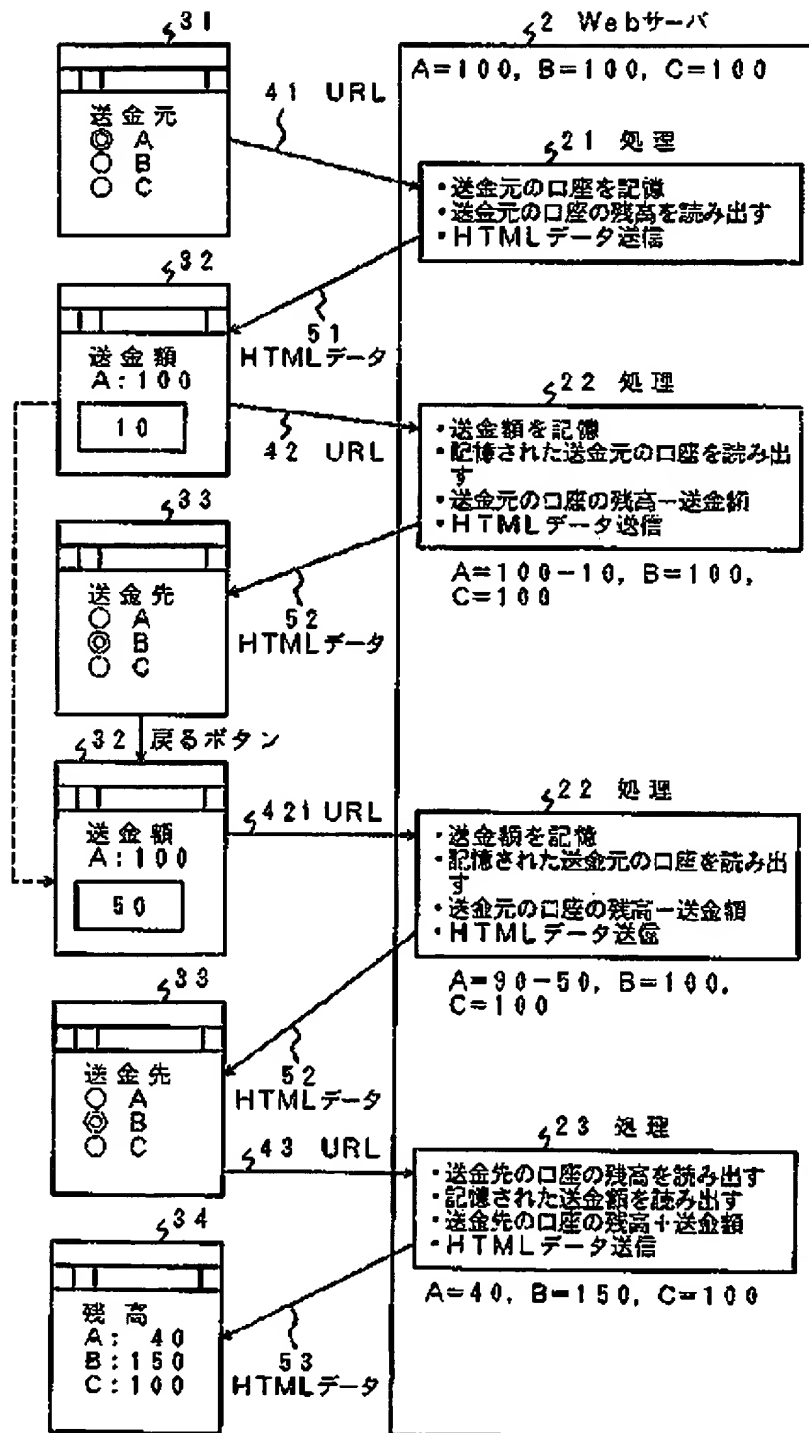 31
送金元
◎ A
○ B
○ C
2 Webサーバ
A=100, B=100, C=100
41 URL
21 処理
・送金元の口座を記憶
・送金元の口座の残高を読み出す
・HTMLデータ送信
51
HTMLデータ
32
送金額
A:100
10
42 URL
22 処理
・送金額を記憶
・記憶された送金元の口座を読み出
す
・送金元の口座の残高−送金額
・HTMLデータ送信
A=100−10, B=100,
C=100
52
HTMLデータ
33
送金先
○ A
◎ B
○ C
戻るボタン
32
送金額
A:100
50
421 URL
22 処理
・送金額を記憶
・記憶された送金元の口座を読み出
す
・送金元の口座の残高−送金額
・HTMLデータ送信
A=90−50, B=100,
C=100
52
HTMLデータ
33
送金先
○ A
◎ B
○ C
43 URL
23 処理
・送金先の口座の残高を読み出す
・記憶された送金額を読み出す
・送金先の口座の残高+送金額
・HTMLデータ送信
A=40, B=150, C=100
53
HTMLデータ
34
残高
A: 40
B:150
C:100